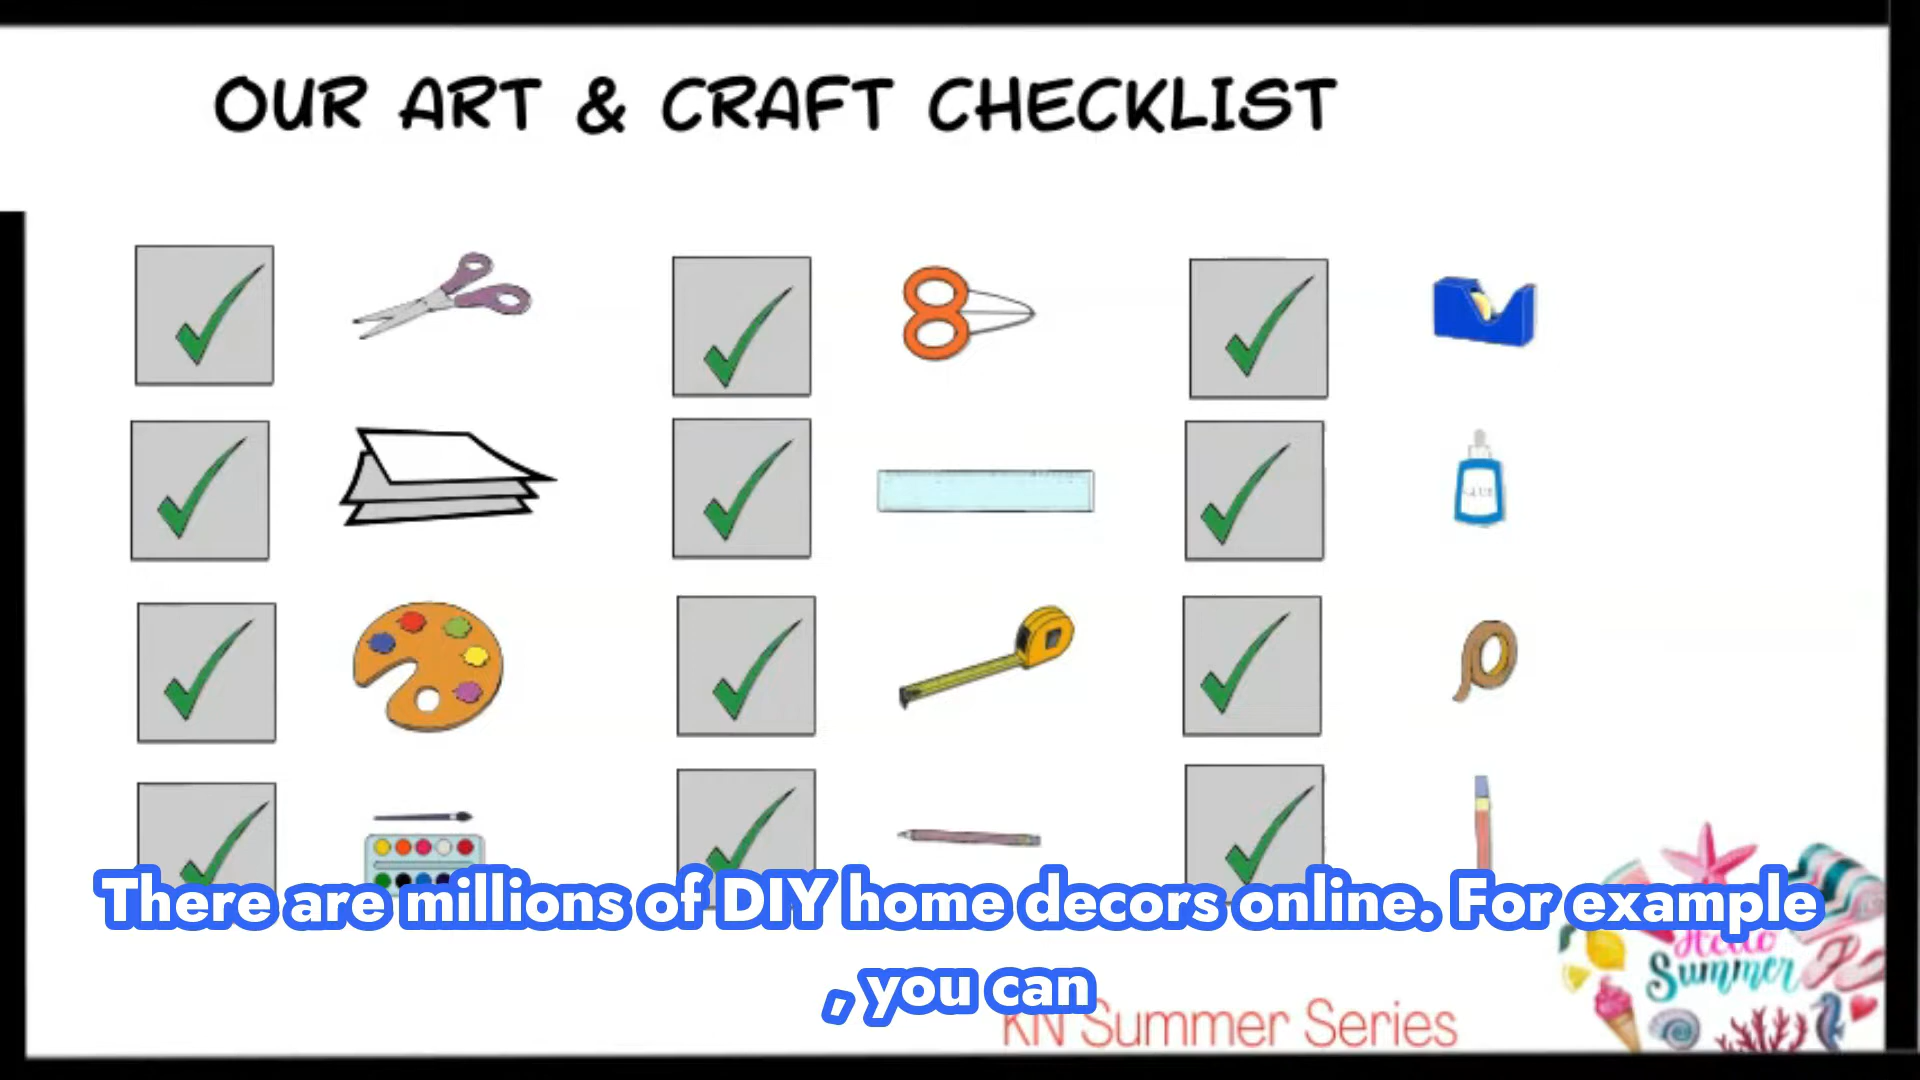 OUR ART & CRAFT CHECKLIST
GLUE
There are millions of DIY home decors online. For example
, you can
Hello
Summer
KN Summer Series